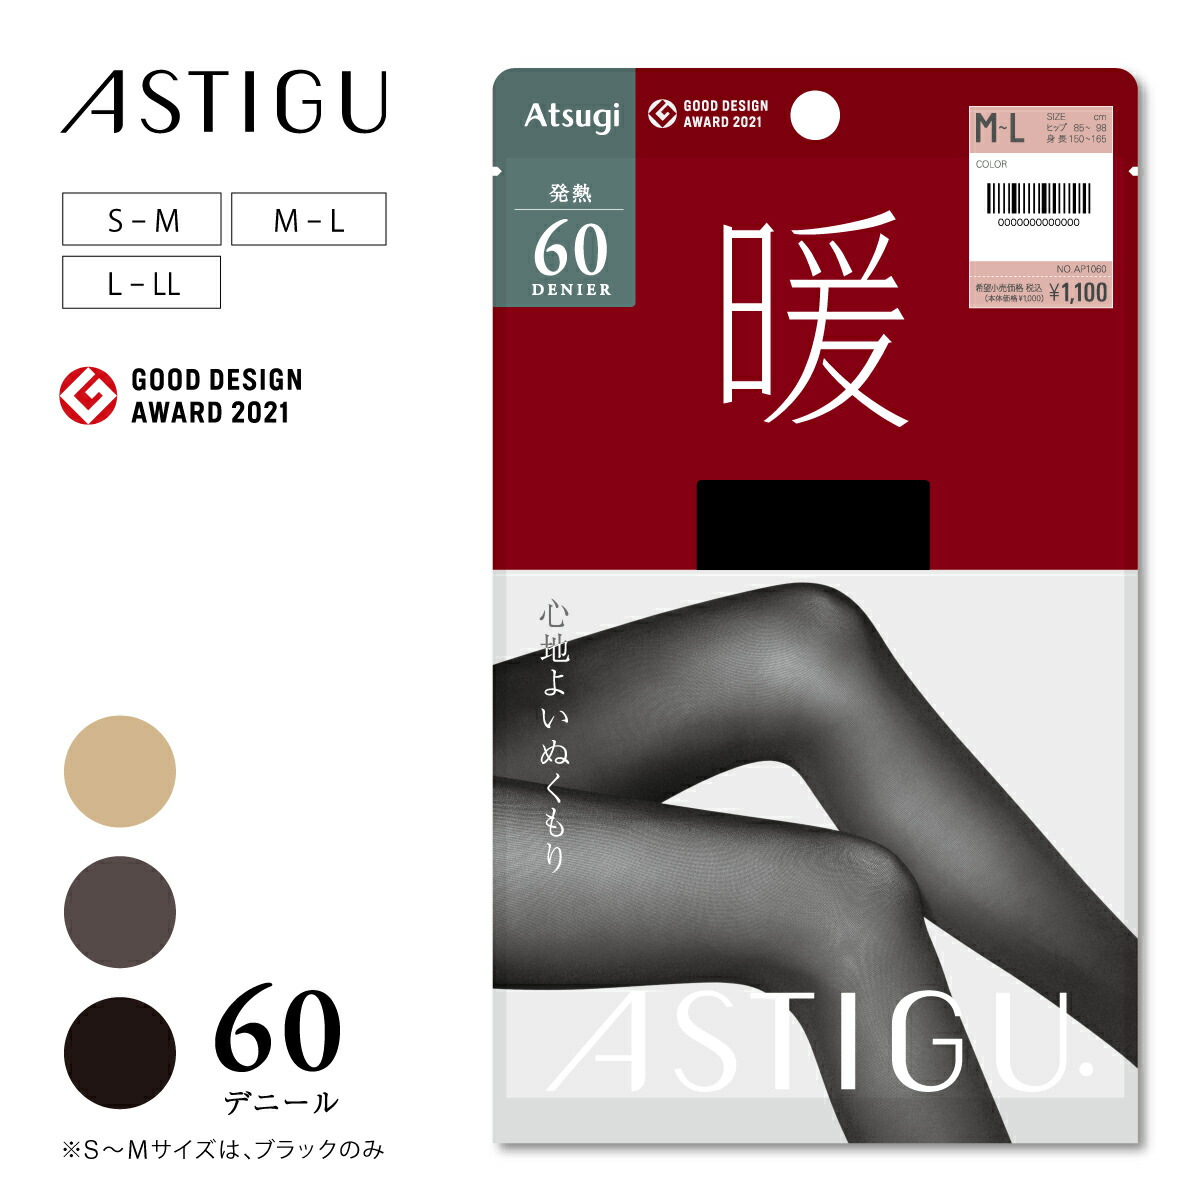 ASTIGU
S – M
M – L
L – LL
GOOD DESIGN
AWARD 2021
60
デニール
※S～Mサイズは、ブラックのみ
Atsugi
GOOD DESIGN
AWARD 2021
発熱
60
DENIER
暖
M~L
SIZE cm
ヒップ 85~ 98
身長 150~165
COLOR
0000000000000
NO. AP1060
希望小売価格 税込
(本体価格¥1,000)
¥1,100
心地よいぬくもり
ASTIGU.